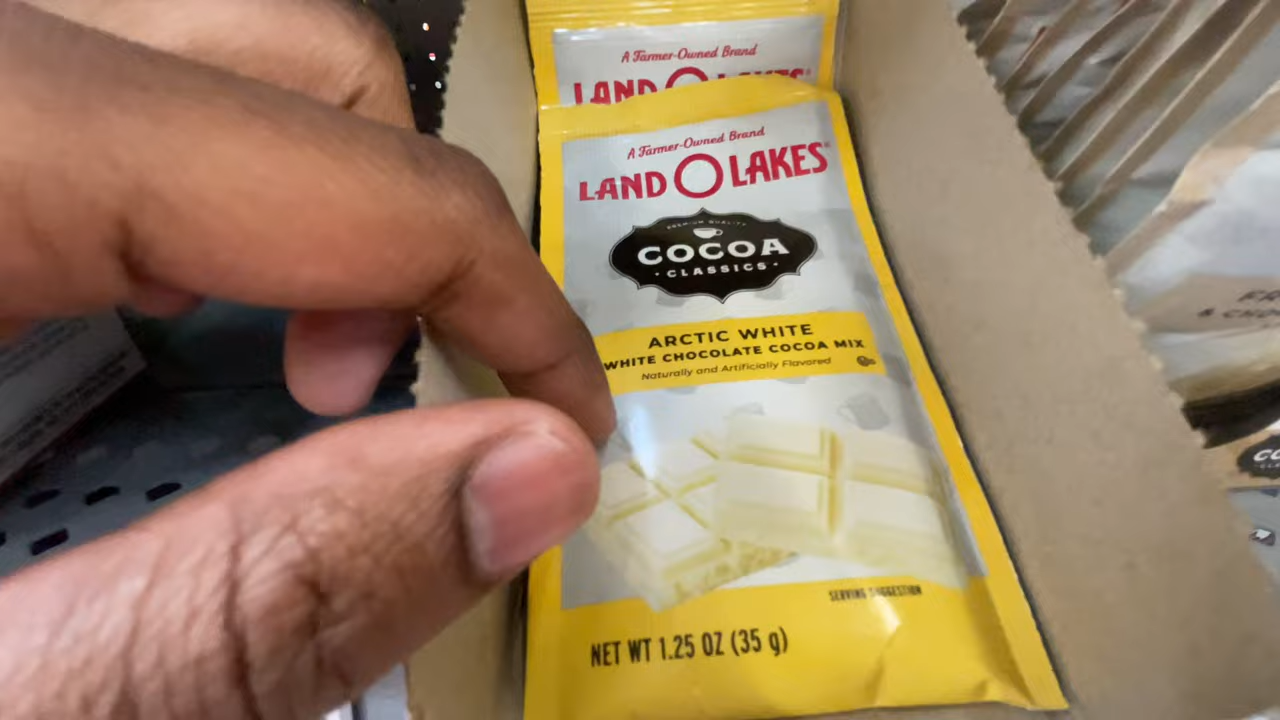 A Farmer-Owned Brand
LAND O LAKES
A Farmer-Owned Brand
LAND O LAKES®
PREMIUM QUALITY
COCOA
· CLASSICS ·
ARCTIC WHITE
WHITE CHOCOLATE COCOA MIX
Naturally and Artificially Flavored
SERVING SUGGESTION
NET WT 1.25 OZ (35 g)